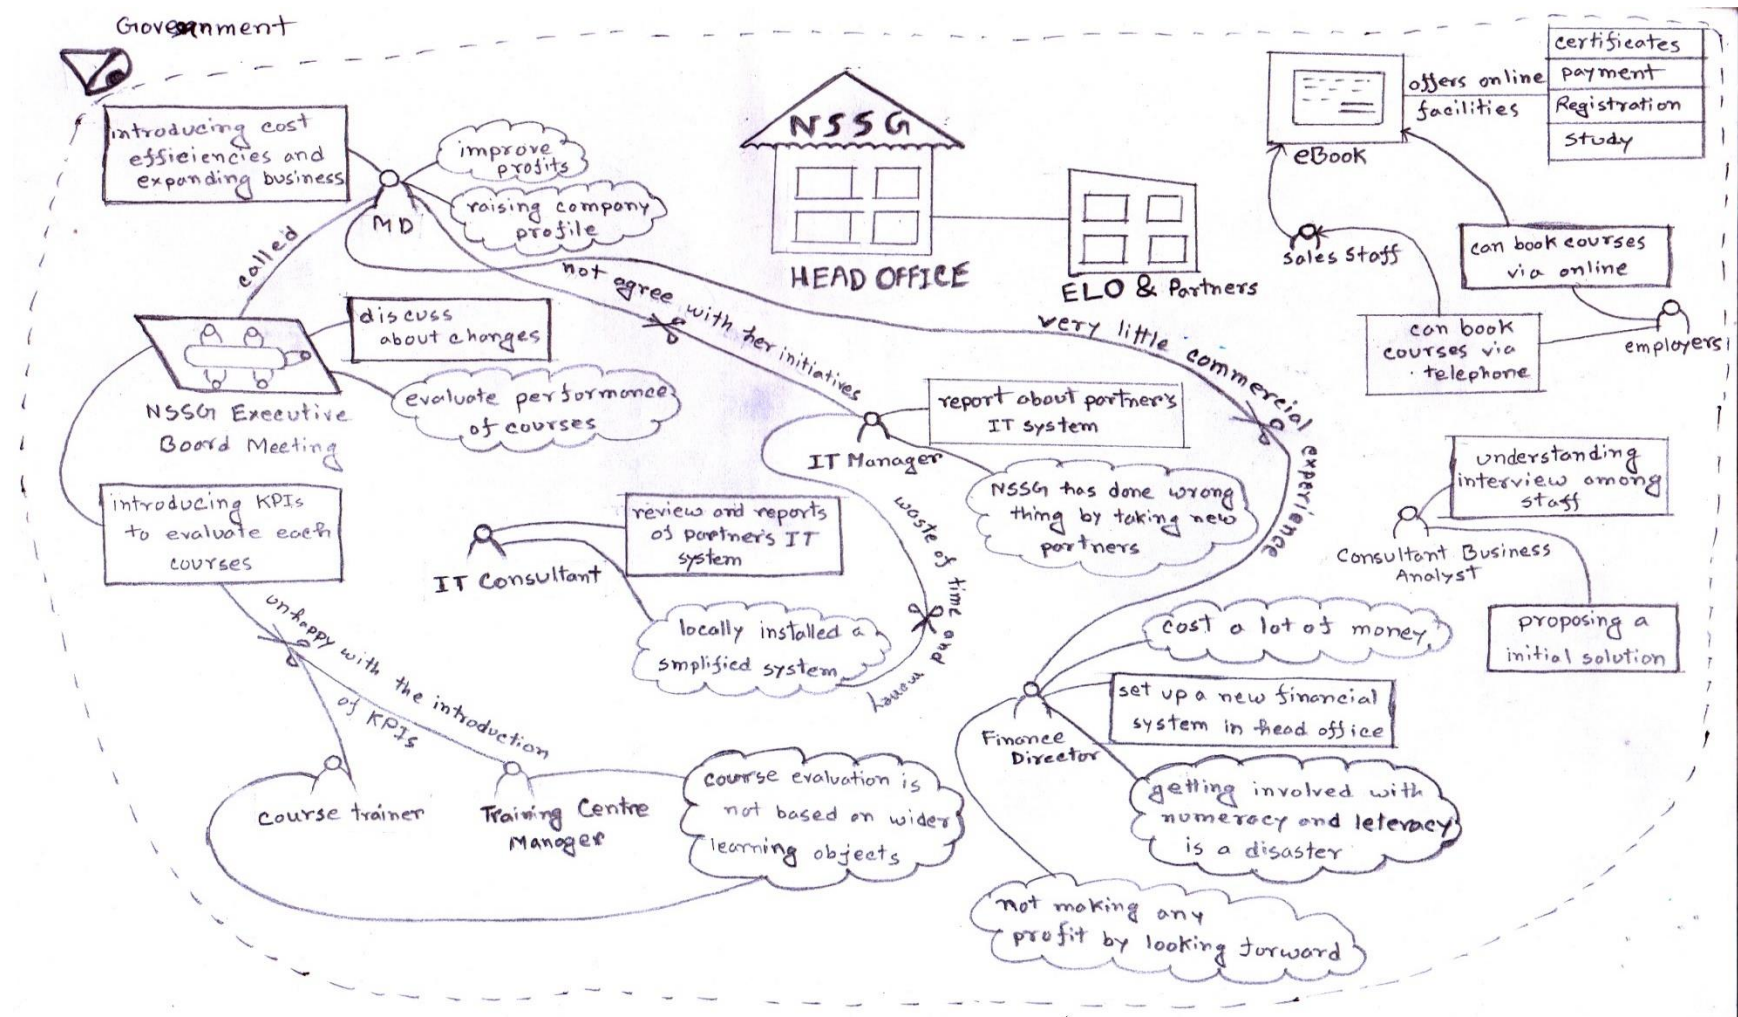 Government
introducing cost
efficiencies and
expanding business
improve
profits
raising company
profile
MD
called
NSSG
HEAD OFFICE
ELO & Partners
eBook
offers online
facilities
certificates
payment
Registration
study
sales staff
can book courses
via online
can book
courses via
telephone
employers
not agree with her initiatives
very little commercial experience
discuss
about changes
NSSG Executive
Board Meeting
evaluate performance
of courses
IT Manager
report about partner's
IT system
NSSG has done wrong
thing by taking new
partners
understanding
interview among
staff
Consultant Business
Analyst
proposing a
initial solution
introducing KPIs
to evaluate each
courses
IT Consultant
review and reports
of partner's IT
system
locally installed a
smplified system
waste of time and money
unhappy with the introduction
of KPIs
course trainer
Training Centre
Manager
course evaluation is
not based on wider
learning objects
Finance
Director
cost a lot of money
set up a new financial
system in head office
getting involved with
numeracy and leteracy
is a disaster
not making any
profit by looking forward